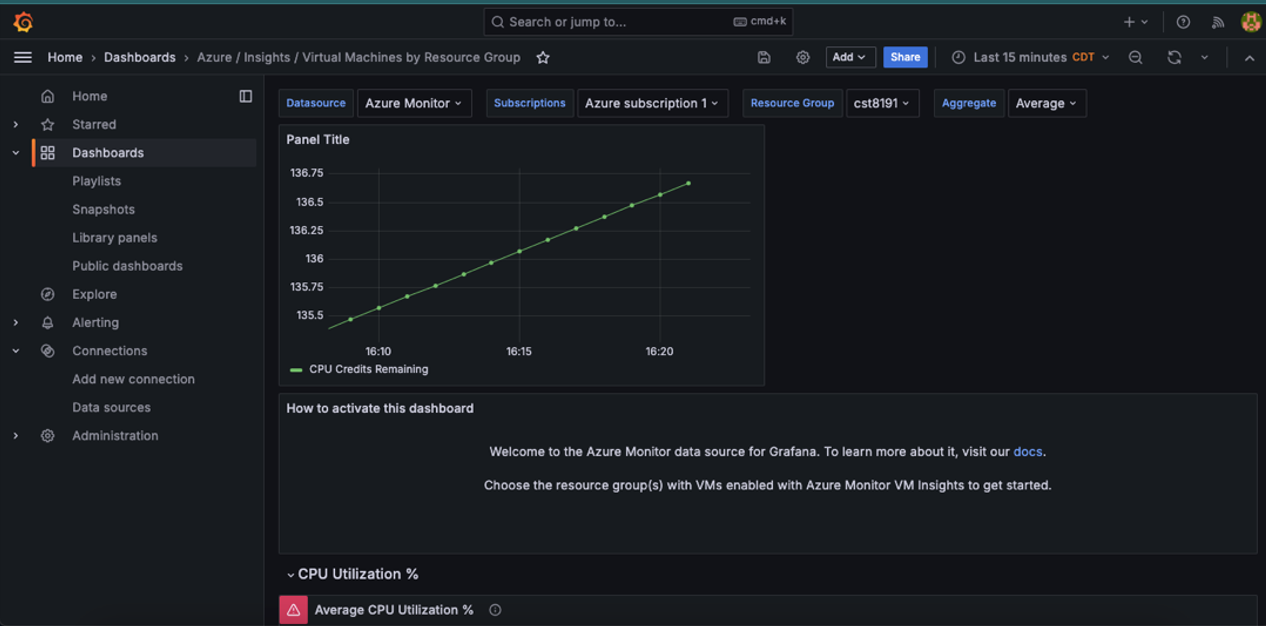 Search or jump to... cmd+k
Home › Dashboards › Azure / Insights / Virtual Machines by Resource Group Add Share Last 15 minutes CDT
Home
Starred
Dashboards
Playlists
Snapshots
Library panels
Public dashboards
Explore
Alerting
Connections
Add new connection
Data sources
Administration
Datasource Azure Monitor Subscriptions Azure subscription 1 Resource Group cst8191 Aggregate Average
Panel Title
136.75
136.5
136.25
136
135.75
135.5
16:10 16:15 16:20
CPU Credits Remaining
How to activate this dashboard
Welcome to the Azure Monitor data source for Grafana. To learn more about it, visit our docs.
Choose the resource group(s) with VMs enabled with Azure Monitor VM Insights to get started.
CPU Utilization %
Average CPU Utilization %